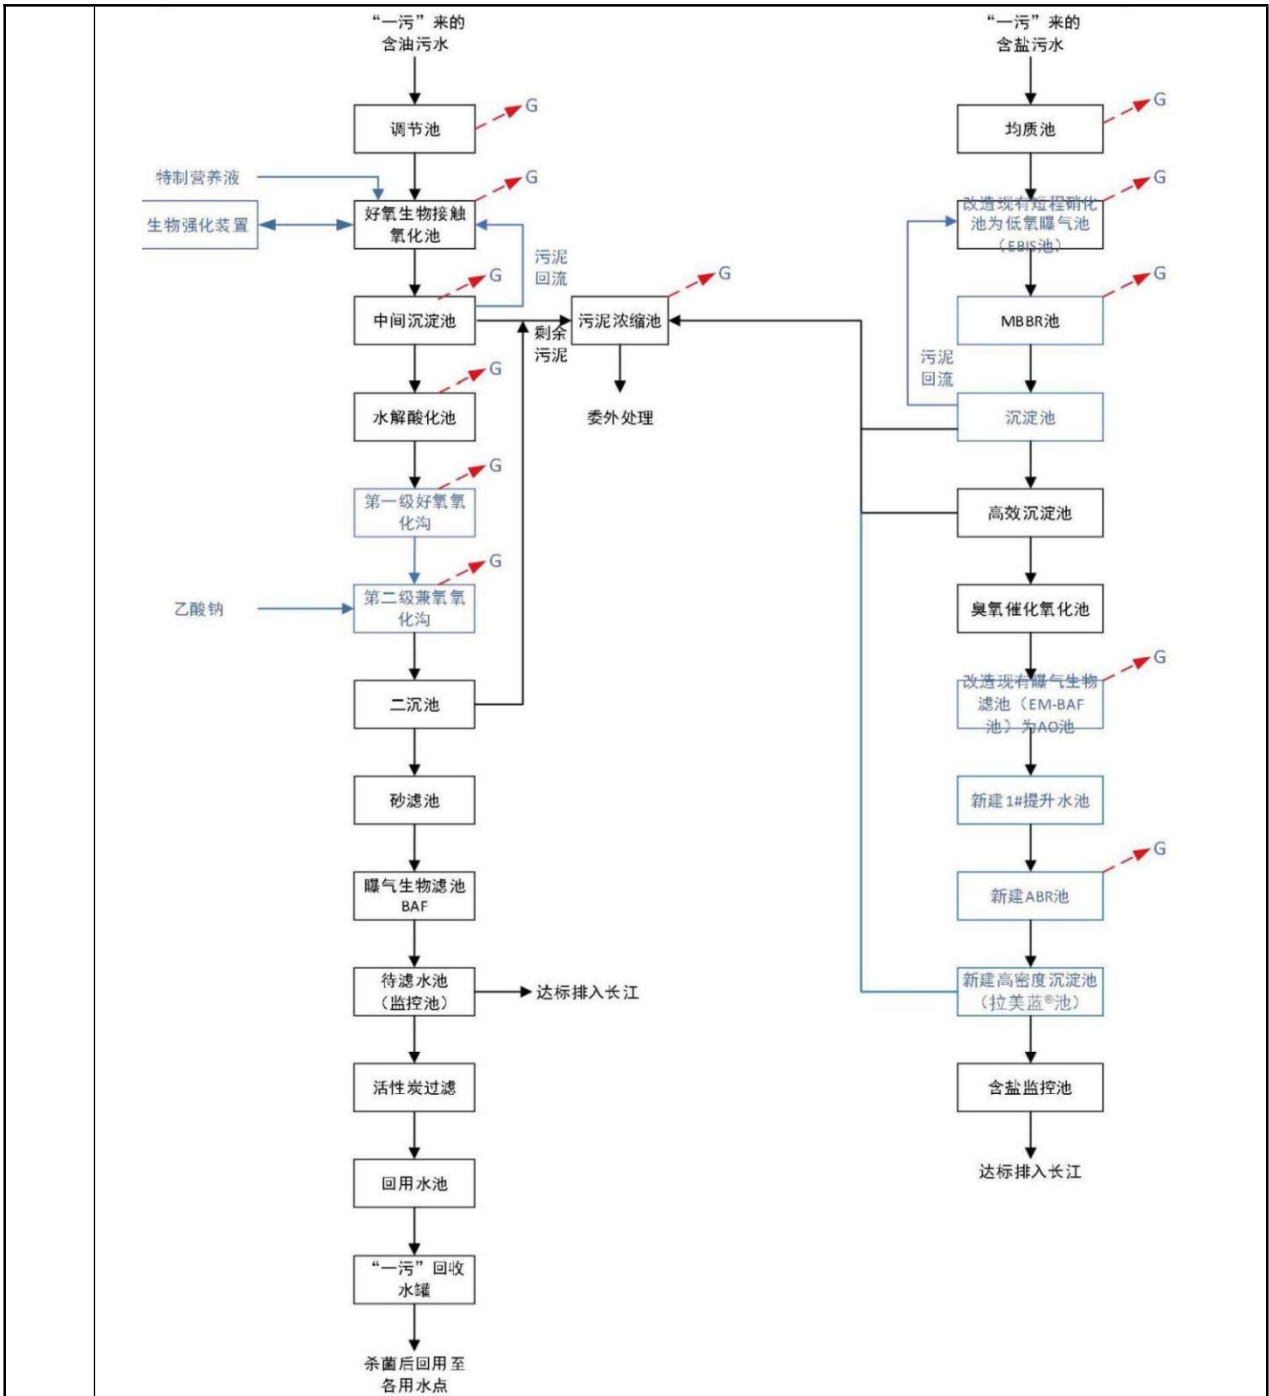 “一污”来的
含油污水
调节池
G
特制营养液
生物强化装置
好氧生物接触
氧化池
G
污泥
回流
中间沉淀池
G
剩余
污泥
污泥浓缩池
G
委外处理
水解酸化池
G
第一级好氧氧
化沟
G
乙酸钠
第二级兼氧氧
化沟
G
二沉池
砂滤池
曝气生物滤池
BAF
待滤水池
（监控池）
达标排入长江
活性炭过滤
回用水池
“一污”回收
水罐
杀菌后回用至
各用水点
“一污”来的
含盐污水
均质池
G
改造现有短程硝化
池为低氧曝气池
（EBIS池）
G
MBBR池
G
污泥
回流
沉淀池
高效沉淀池
臭氧催化氧化池
改造现有曝气生物
滤池（EM-BAF
池）为AO池
G
新建1#提升水池
新建ABR池
G
新建高密度沉淀池
（拉美蓝®池）
含盐监控池
达标排入长江